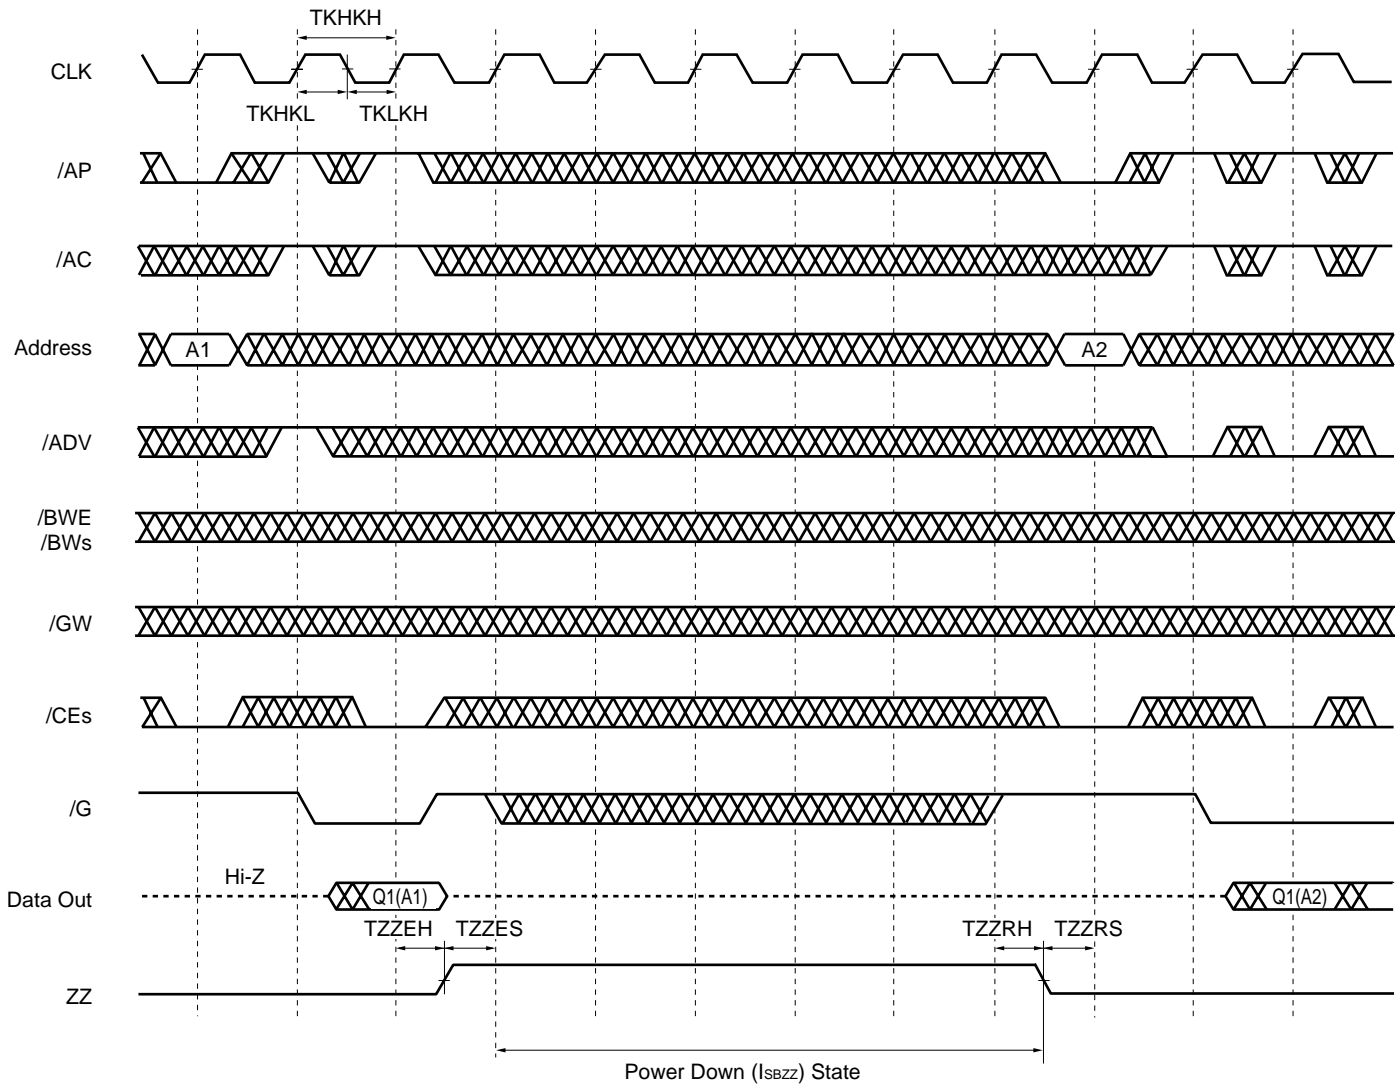 TKHKH
CLK
TKHKL TKLKH
/AP
/AC
Address A1 A2
/ADV
/BWE
/BWs
/GW
/CEs
/G
Hi-Z
Data Out Q1(A1) Q1(A2)
TZZEH TZZES TZZRH TZZRS
ZZ
Power Down (ISBZZ) State